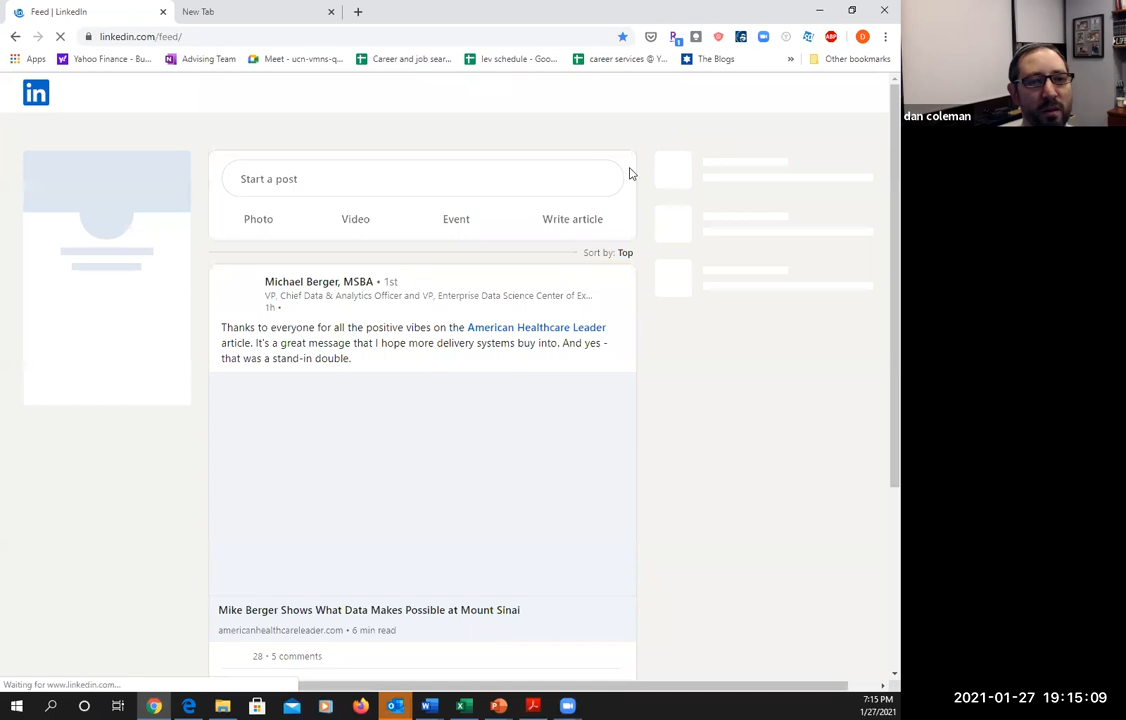 Feed | LinkedIn
New Tab
linkedin.com/feed/
Apps
Yahoo Finance - Bu...
Advising Team
Meet - ucn-vmns-q...
Career and job sear...
lev schedule - Goo...
career services @ Y...
The Blogs
»
Other bookmarks
in
dan coleman
Start a post
Photo
Video
Event
Write article
Sort by: Top
Michael Berger, MSBA • 1st
VP, Chief Data & Analytics Officer and VP, Enterprise Data Science Center of Ex...
1h •
Thanks to everyone for all the positive vibes on the American Healthcare Leader
article. It's a great message that I hope more delivery systems buy into. And yes -
that was a stand-in double.
Mike Berger Shows What Data Makes Possible at Mount Sinai
americanhealthcareleader.com • 6 min read
28 • 5 comments
Waiting for www.linkedin.com...
7:15 PM
1/27/2021
2021-01-27 19:15:09